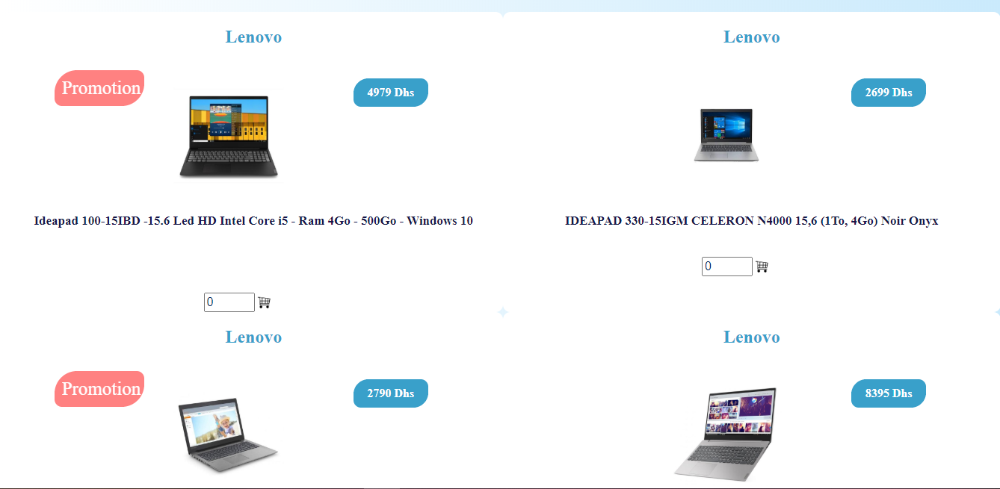 Lenovo
Promotion
4979 Dhs
Ideapad 100-15IBD -15.6 Led HD Intel Core i5 - Ram 4Go - 500Go - Windows 10
0
Lenovo
2699 Dhs
IDEAPAD 330-15IGM CELERON N4000 15,6 (1To, 4Go) Noir Onyx
0
Lenovo
Promotion
2790 Dhs
Lenovo
8395 Dhs